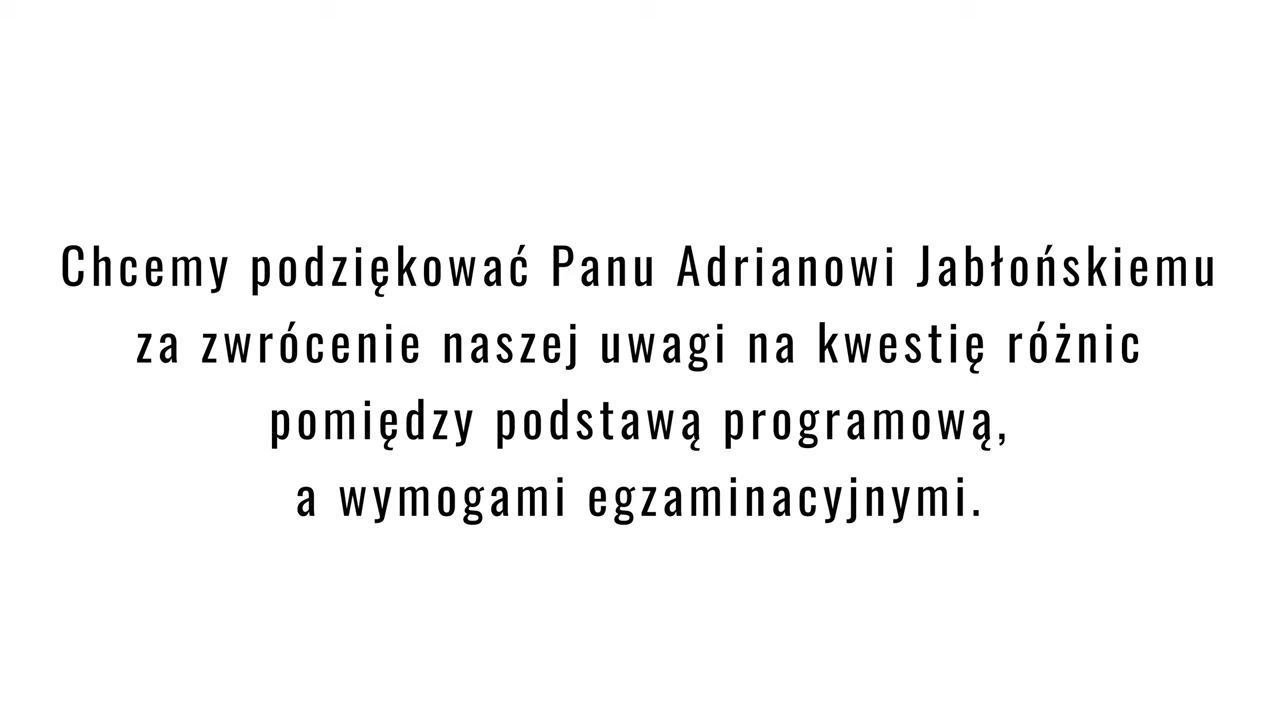 Chcemy podziękować Panu Adrianowi Jabłońskiemu
za zwrócenie naszej uwagi na kwestię różnic
pomiędzy podstawą programową,
a wymogami egzaminacyjnymi.